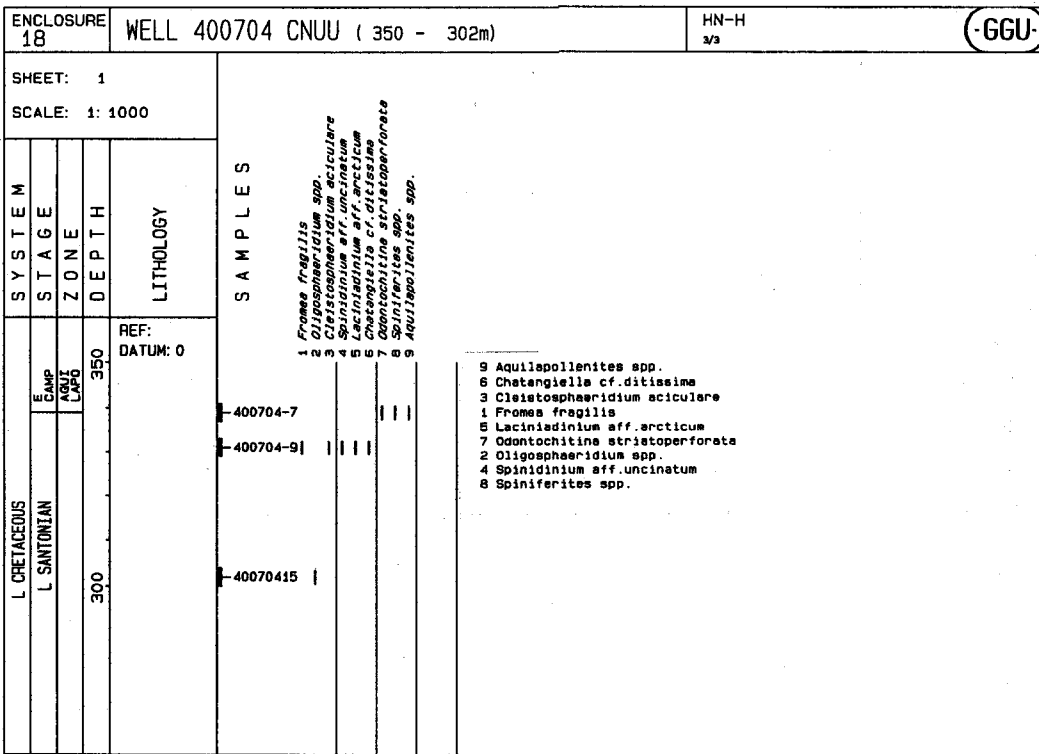 ENCLOSURE
18
WELL 400704 CNUU ( 350 - 302m)
HN-H
3/3
·GGU·
SHEET: 1
SCALE: 1: 1000
SYSTEM
STAGE
ZONE
DEPTH
LITHOLOGY
SAMPLES
1 Fromea fragilis
2 Oligosphaeridium spp.
3 Cleistosphaeridium aciculare
4 Spinidinium aff.uncinatum
5 Laciniadinium aff.arcticum
6 Chatangiella cf.ditissima
7 Odontochitina striatoperforata
8 Spiniferites spp.
9 Aquilapollenites spp.
REF:
DATUM: 0
L CRETACEOUS
E
CAMP
L SANTONIAN
AQUI
LAPO
350
300
400704-7
400704-9
40070415
9 Aquilapollenites spp.
6 Chatangiella cf.ditissima
3 Cleistosphaeridium aciculare
1 Fromea fragilis
5 Laciniadinium aff.arcticum
7 Odontochitina striatoperforata
2 Oligosphaeridium spp.
4 Spinidinium aff.uncinatum
8 Spiniferites spp.